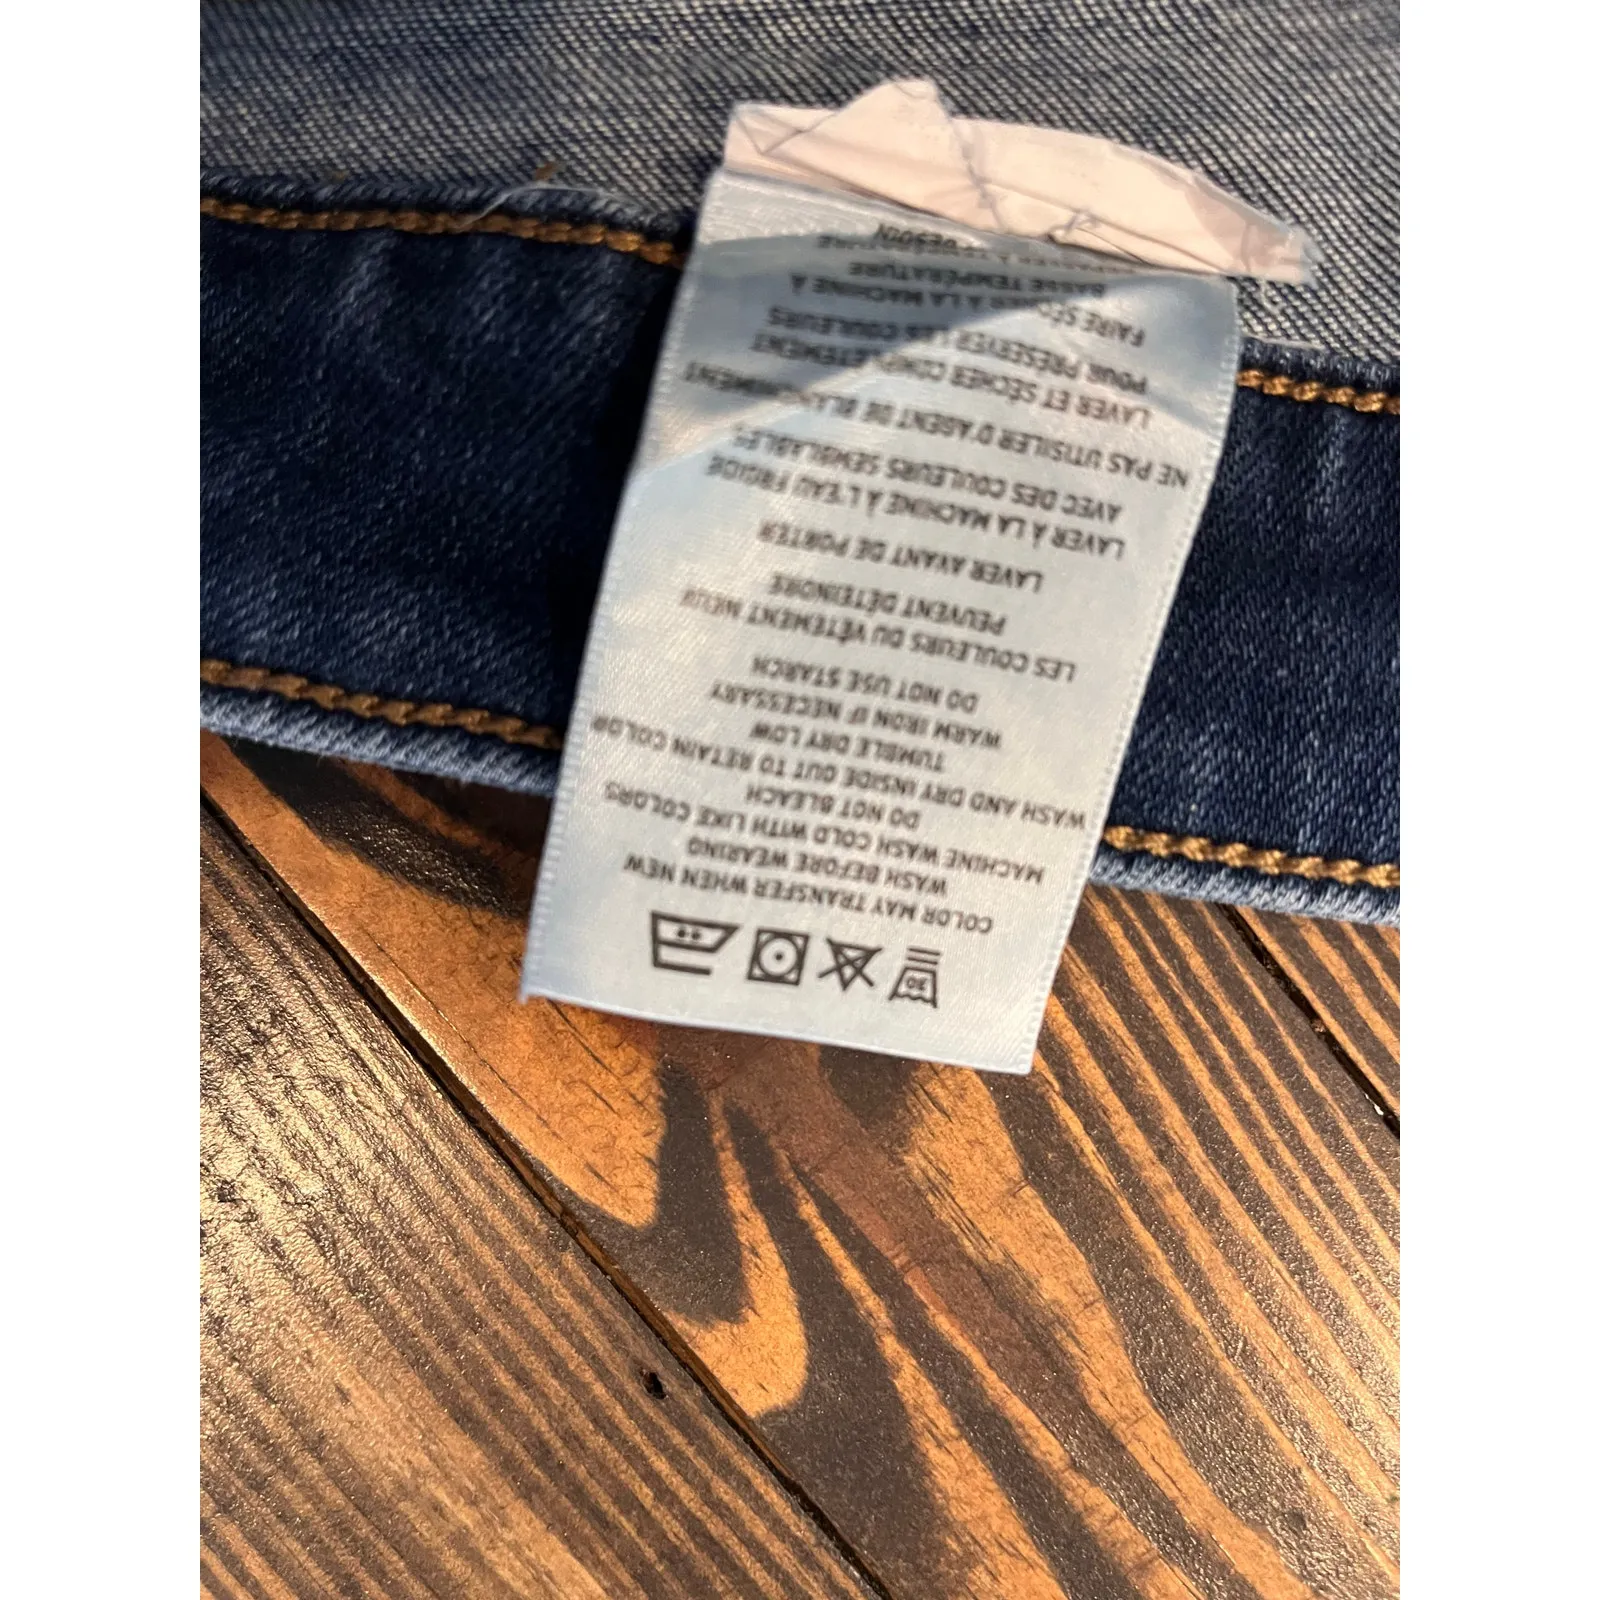 30
COLOR MAY TRANSFER WHEN NEW
WASH BEFORE WEARING
MACHINE WASH COLD WITH LIKE COLORS
DO NOT BLEACH
WASH AND DRY INSIDE OUT TO RETAIN COLOR
TUMBLE DRY LOW
WARM IRON IF NECESSARY
DO NOT USE STARCH
LES COULEURS DU VÊTEMENT NEUV
PEUVENT DÉTEINDRE
LAVER AVANT DE PORTER
LAVER À LA MACHINE À L'EAU FROIDE
AVEC DES COULEURS SEMBLABLES
NE PAS UTISILER D'AGENT DE BLANCHIMENT
LAVER ET SÉCHER COMPLÈTEMENT
POUR PRÉSERVER LES COULEURS
FAIRE SÉCHER À LA MACHINE À
BASSE TEMPÉRATURE